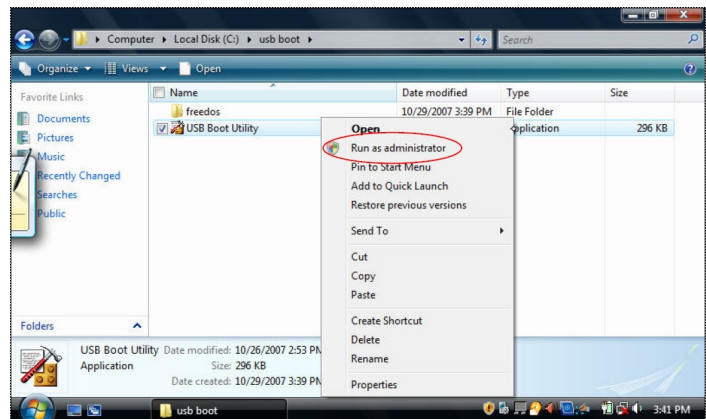 Computer ▸ Local Disk (C:) ▸ usb boot ▸
Search
Organize Views Open
Favorite Links
Documents
Pictures
Music
Recently Changed
Searches
Public
Folders
Name Date modified Type Size
freedos 10/29/2007 3:39 PM File Folder
USB Boot Utility pplication 296 KB
Open
Run as administrator
Pin to Start Menu
Add to Quick Launch
Restore previous versions
Send To
Cut
Copy
Paste
Create Shortcut
Delete
Rename
Properties
USB Boot Utility Date modified: 10/26/2007 2:53 PM
Application Size: 296 KB
Date created: 10/29/2007 3:39 PM
usb boot
3:41 PM